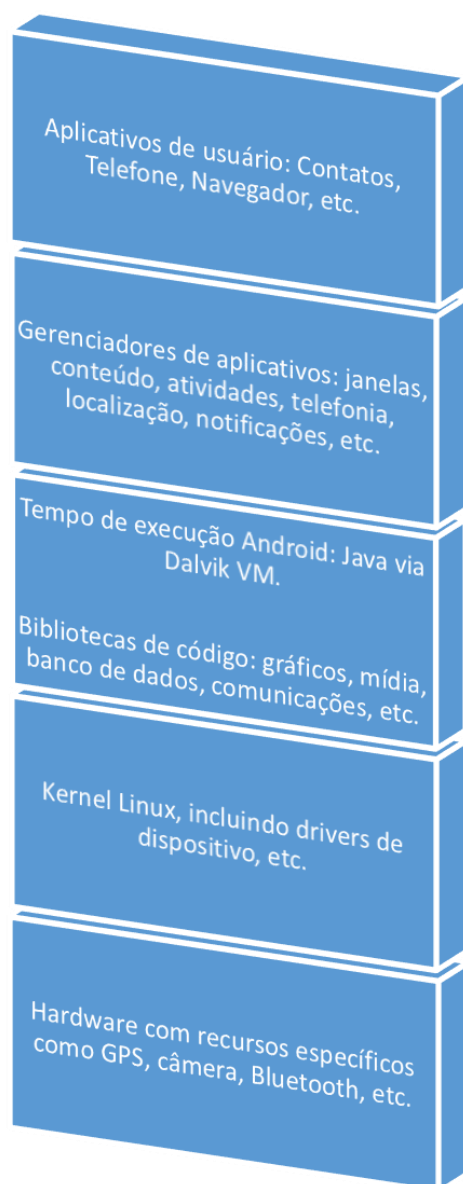 Aplicativos de usuário: Contatos,
Telefone, Navegador, etc.
Gerenciadores de aplicativos: janelas,
conteúdo, atividades, telefonia,
localização, notificações, etc.
Tempo de execução Android: Java via
Dalvik VM.
Bibliotecas de código: gráficos, mídia,
banco de dados, comunicações, etc.
Kernel Linux, incluindo drivers de
dispositivo, etc.
Hardware com recursos específicos
como GPS, câmera, Bluetooth, etc.